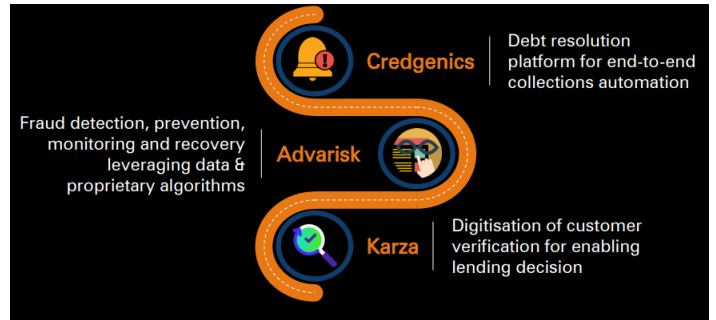 Credgenics
Debt resolution
platform for end-to-end
collections automation
Fraud detection, prevention,
monitoring and recovery
leveraging data &
proprietary algorithms
Advarisk
Karza
Digitisation of customer
verification for enabling
lending decision